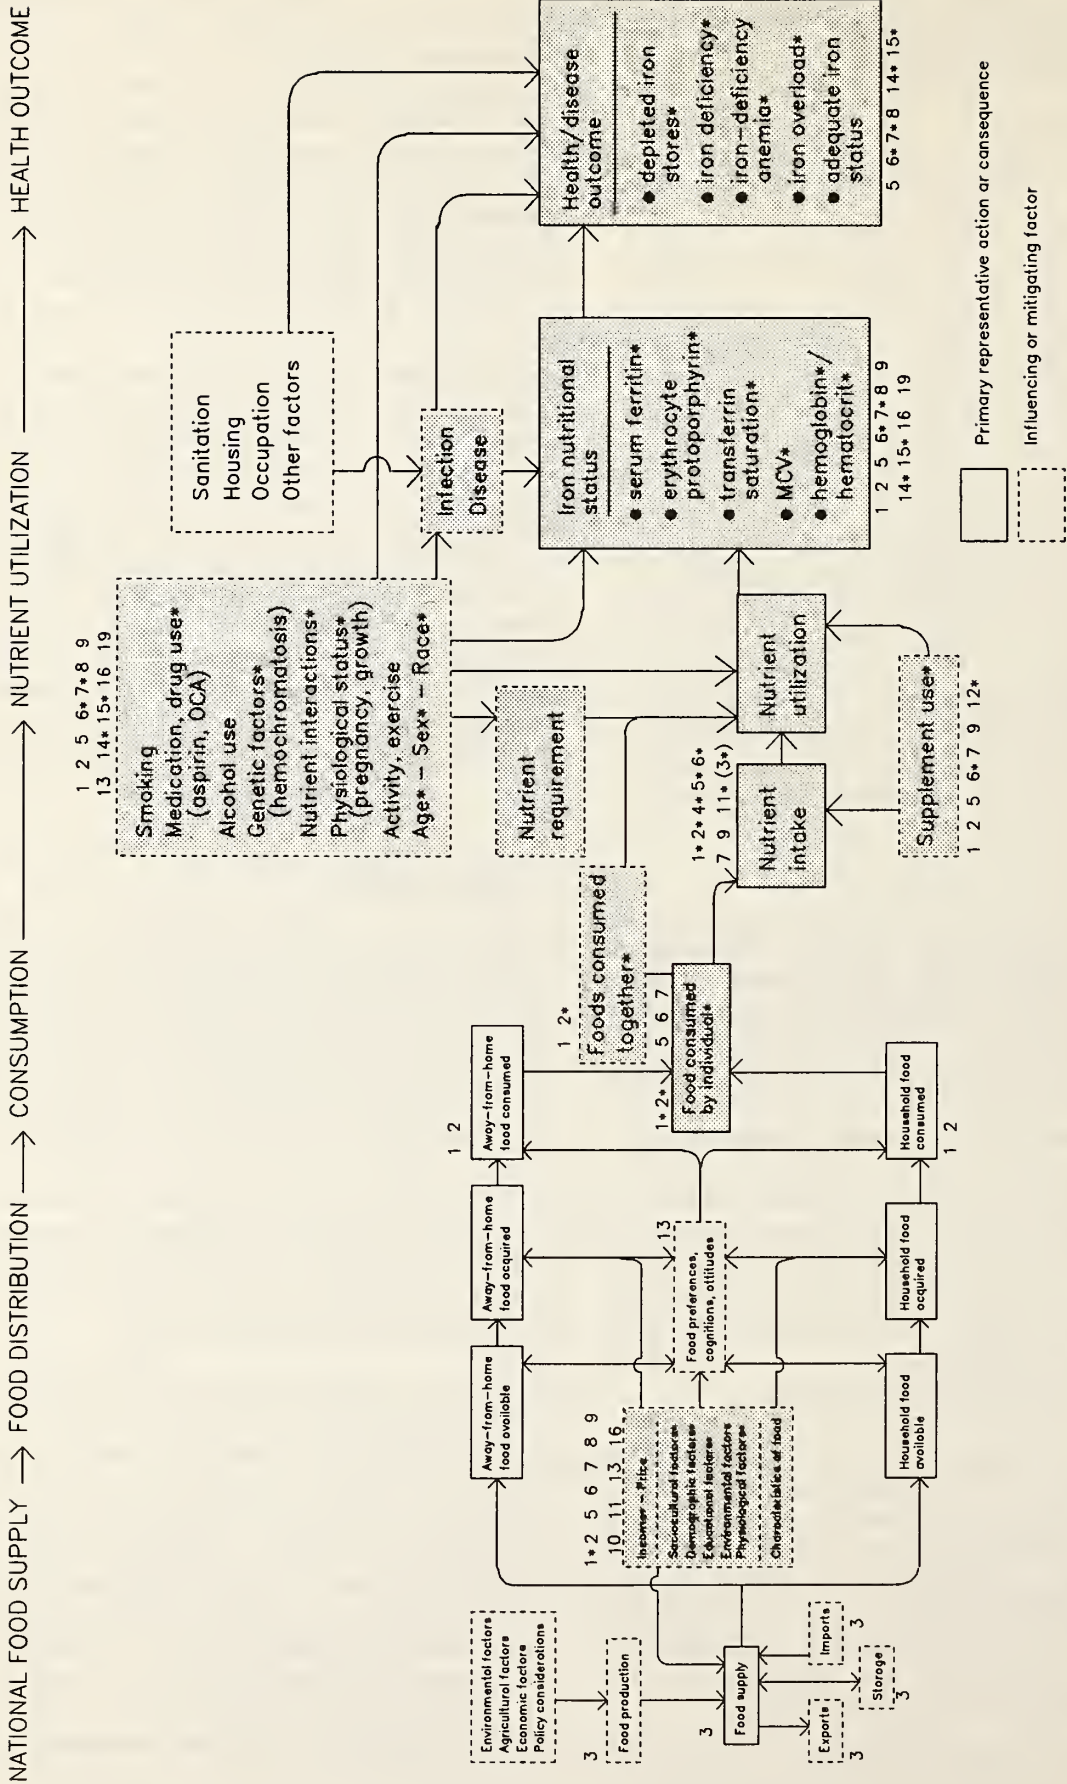 NATIONAL FOOD SUPPLY → FOOD DISTRIBUTION → CONSUMPTION → NUTRIENT UTILIZATION → HEALTH OUTCOME
Environmental factors
Agricultural factors
Economic factors
Policy considerations
3
Food production
3
Food supply
Exports
3
Storage
3
Imports
3
1* 2 5 6 7 8 9
10 11 13 16
Income* – Price
Sociocultural factors*
Demographic factors*
Educational factors*
Environmental factors
Physiological factors*
Characteristics of food
Away-from-home
food available
Away-from-home
food acquired
1 2
Away-from-home
food consumed
13
Food preferences,
cognitions, attitudes
Household food
available
Household food
acquired
Household food
consumed
1 2
1 2*
Foods consumed
together*
1* 2* 5 6 7
Food consumed
by individual*
1 2 5 6* 7* 8 9
13 14* 15* 16 19
Smoking
Medication, drug use*
(aspirin, OCA)
Alcohol use
Genetic factors*
(hemochromatosis)
Nutrient interactions*
Physiological status*
(pregnancy, growth)
Activity, exercise
Age* – Sex* – Race*
Nutrient
requirement
1* 2* 4* 5* 6*
7 9 11* (3*)
Nutrient
intake
Nutrient
utilization
Supplement use*
1 2 5 6* 7 9 12*
Sanitation
Housing
Occupation
Other factors
Infection
Disease
Iron nutritional
status
● serum ferritin*
● erythrocyte
protoporphyrin*
● transferrin
saturation*
● MCV*
● hemoglobin*/
hematocrit*
1 2 5 6* 7* 8 9
14* 15* 16 19
Health/disease
outcome
● depleted iron
stores*
● iron deficiency*
● iron-deficiency
anemia*
● iron overload*
● adequate iron
status
5 6* 7* 8 14* 15*
Primary representative action or cansequence
Influencing or mitigating factor